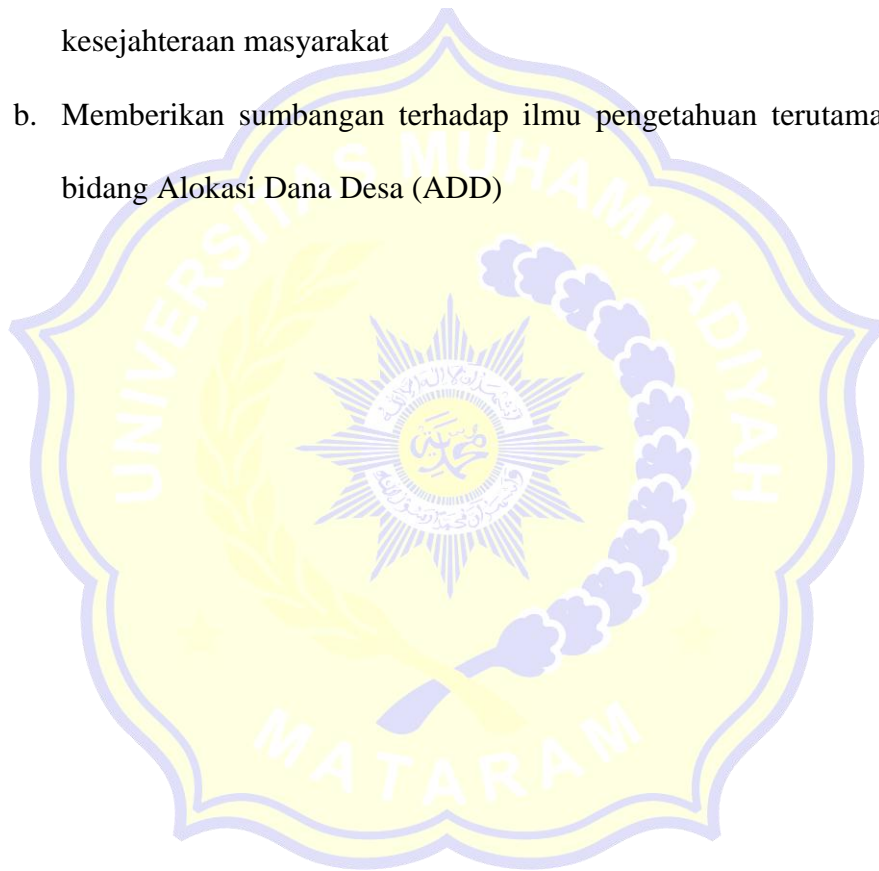 kesejahteraan masyarakat
b. Memberikan sumbangan terhadap ilmu pengetahuan terutama
bidang Alokasi Dana Desa (ADD)
UNIVERSITAS MUHAMMADIYAH
MATARAM